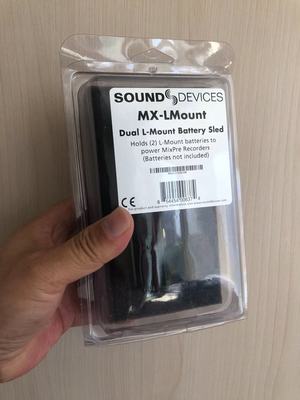 SOUND DEVICES
MX-LMount
Dual L-Mount Battery Sled
Holds (2) L-Mount batteries to
power MixPre Recorders
(Batteries not included)
CE